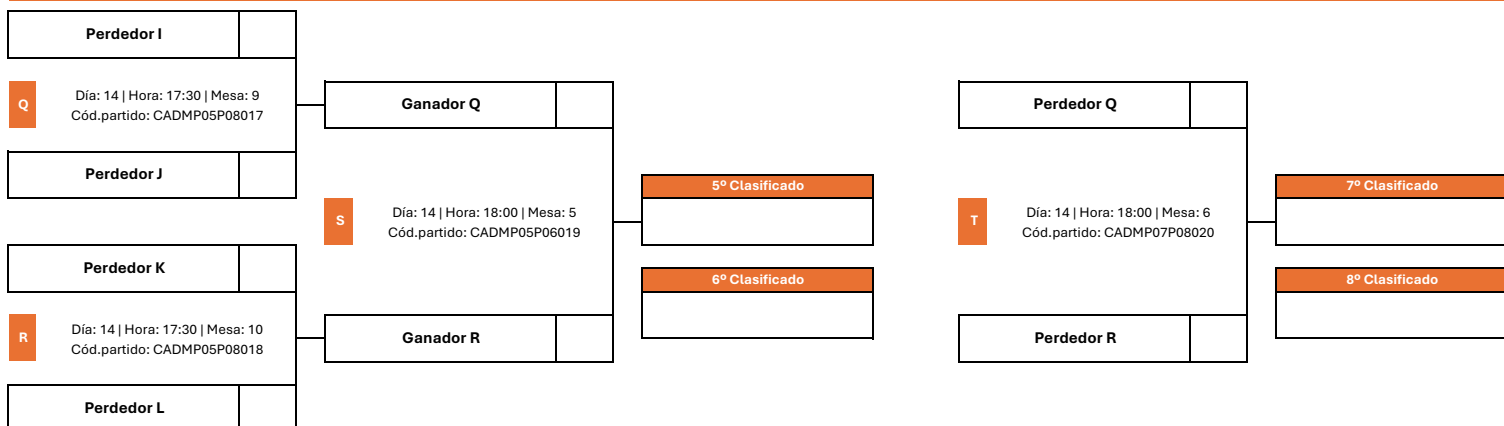 Perdedor I
Q
Día: 14 | Hora: 17:30 | Mesa: 9
Cód.partido: CADMP05P08017
Perdedor J
Perdedor K
R
Día: 14 | Hora: 17:30 | Mesa: 10
Cód.partido: CADMP05P08018
Perdedor L
Ganador Q
S
Día: 14 | Hora: 18:00 | Mesa: 5
Cód.partido: CADMP05P06019
Ganador R
5º Clasificado
6º Clasificado
Perdedor Q
T
Día: 14 | Hora: 18:00 | Mesa: 6
Cód.partido: CADMP07P08020
Perdedor R
7º Clasificado
8º Clasificado